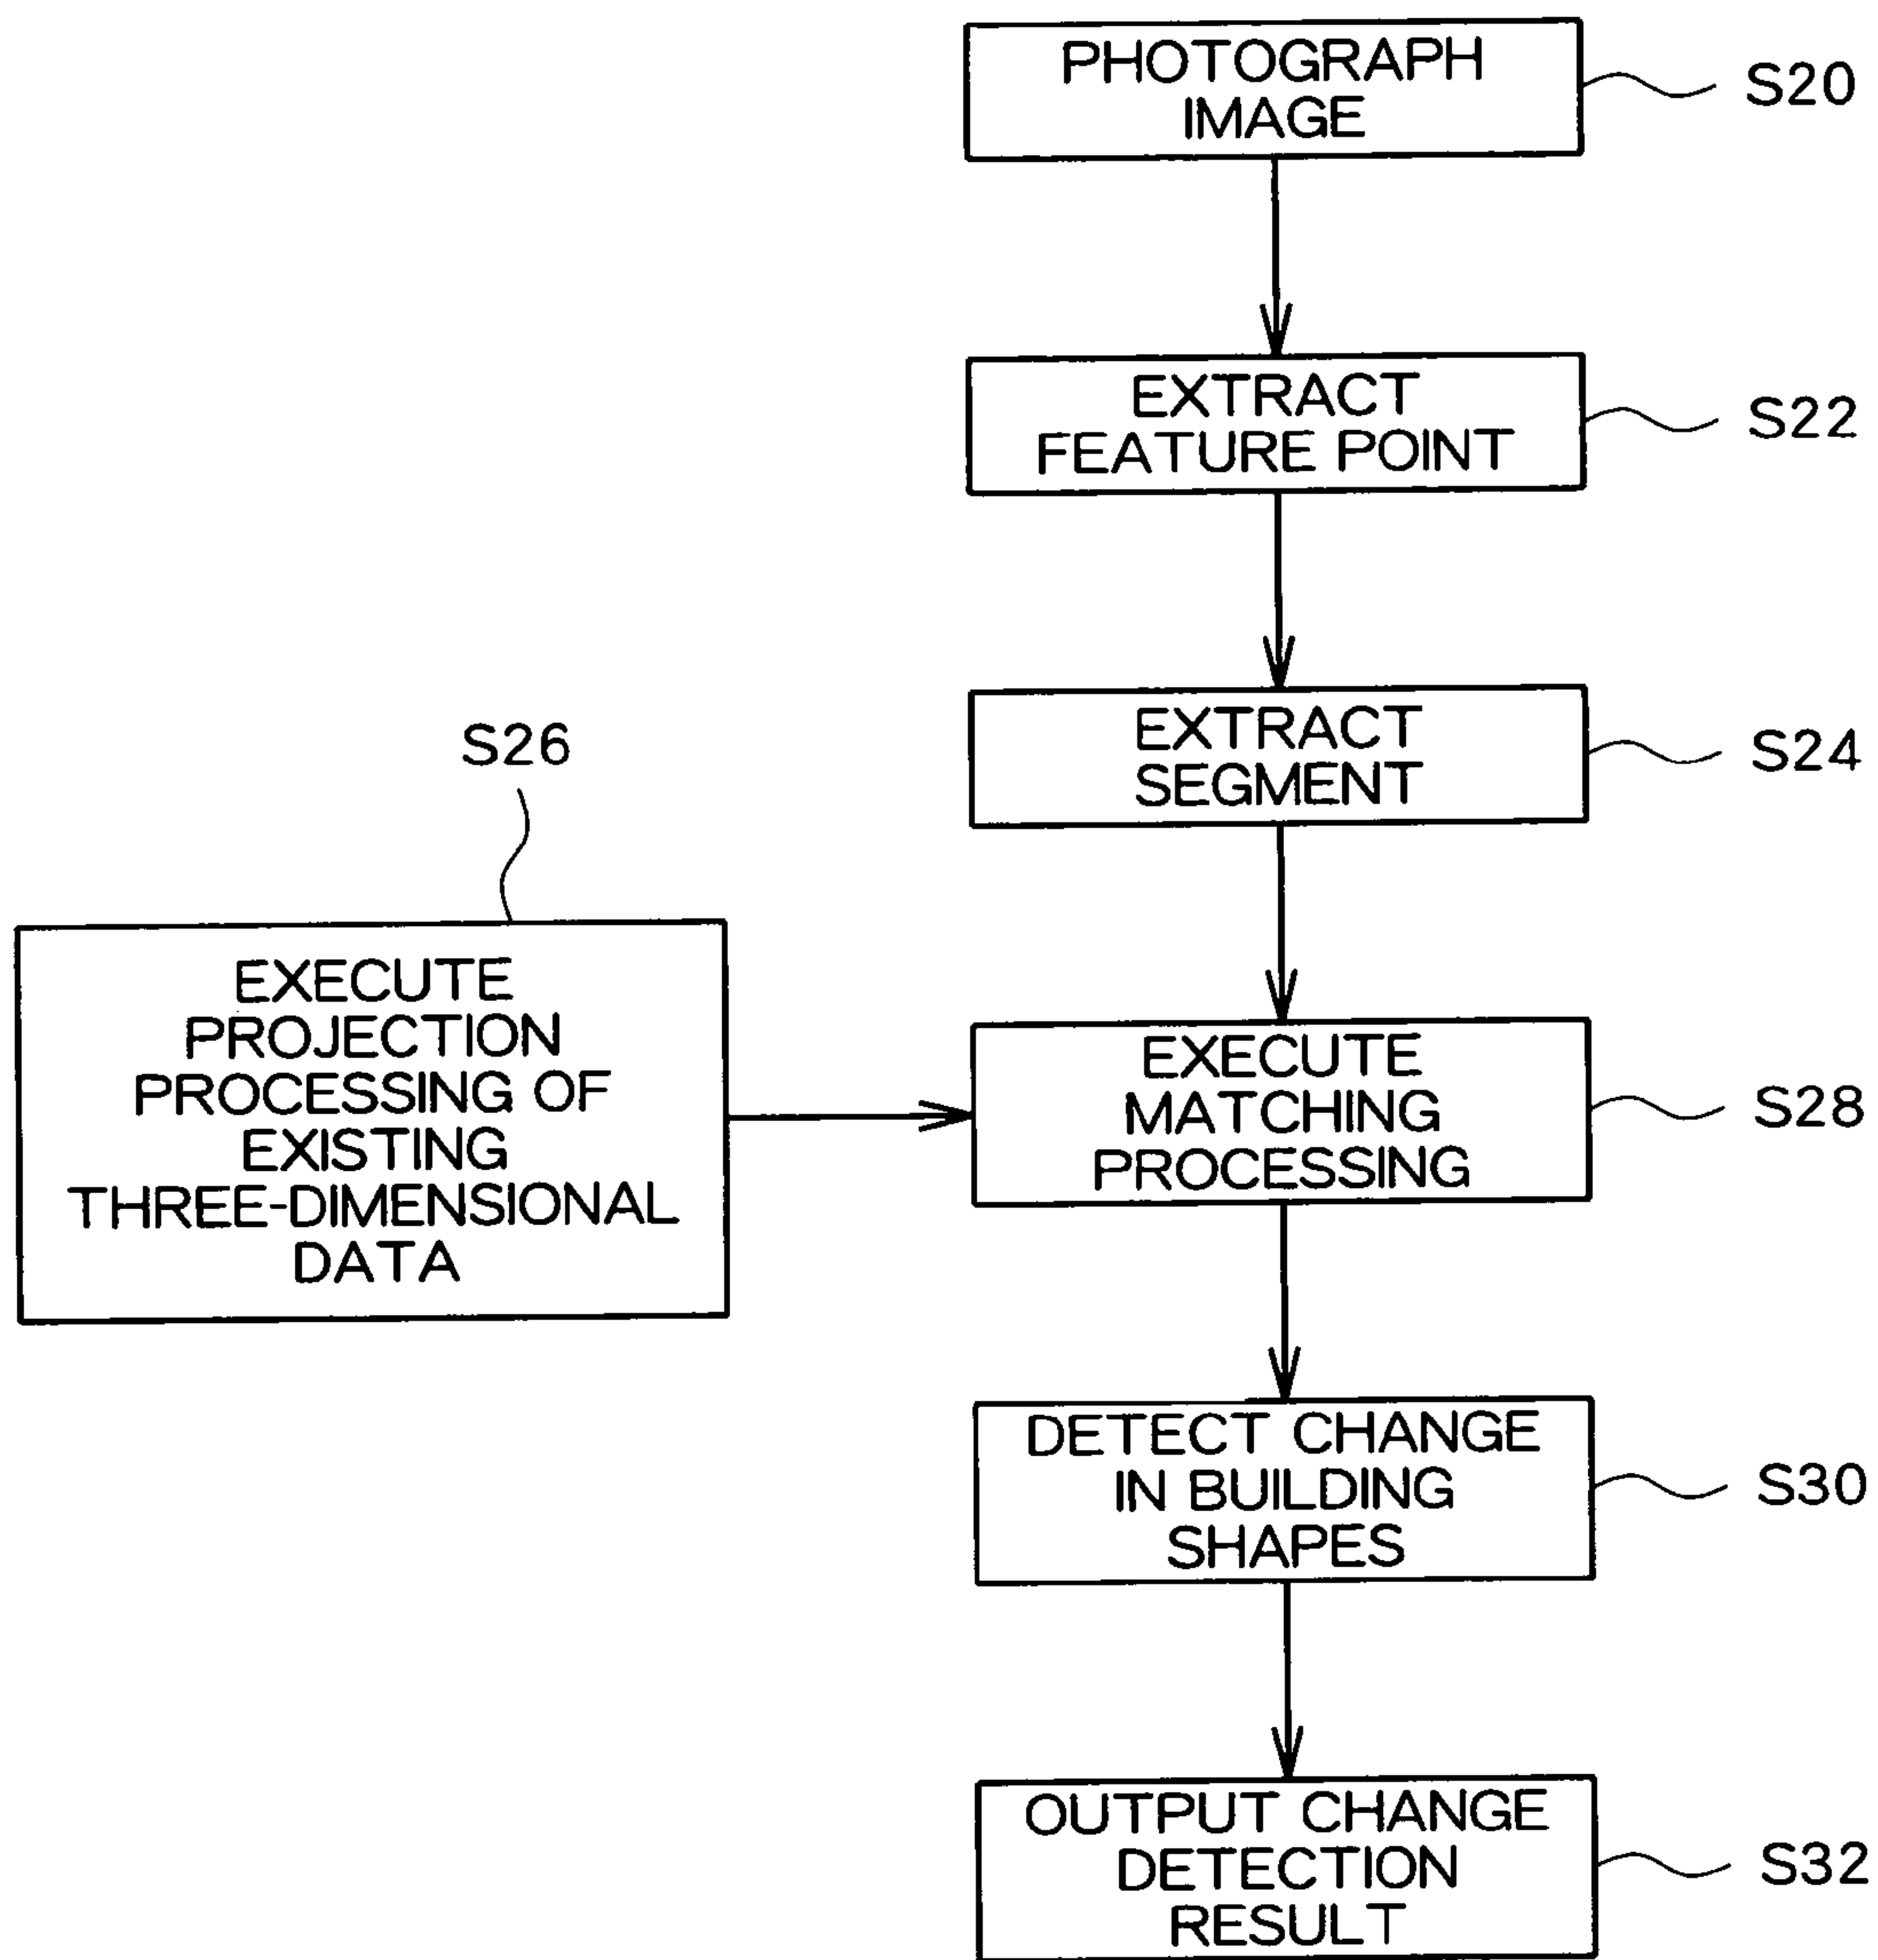 PHOTOGRAPH
IMAGE
S20
EXTRACT
FEATURE POINT
S22
EXTRACT
SEGMENT
S24
S26
EXECUTE
PROJECTION
PROCESSING OF
EXISTING
THREE-DIMENSIONAL
DATA
EXECUTE
MATCHING
PROCESSING
S28
DETECT CHANGE
IN BUILDING
SHAPES
S30
OUTPUT CHANGE
DETECTION
RESULT
S32